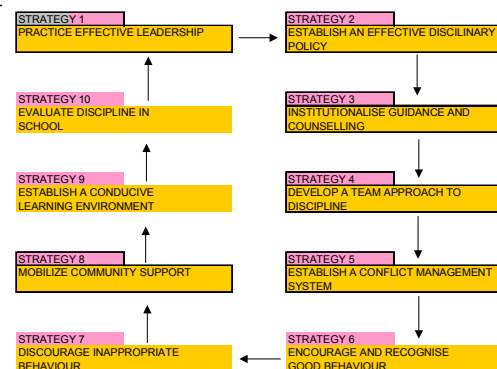 STRATEGY 1
PRACTICE EFFECTIVE LEADERSHIP
STRATEGY 2
ESTABLISH AN EFFECTIVE DISCILINARY
POLICY
STRATEGY 3
INSTITUTIONALISE GUIDANCE AND
COUNSELLING
STRATEGY 4
DEVELOP A TEAM APPROACH TO
DISCIPLINE
STRATEGY 5
ESTABLISH A CONFLICT MANAGEMENT
SYSTEM
STRATEGY 6
ENCOURAGE AND RECOGNISE
GOOD BEHAVIOUR
STRATEGY 7
DISCOURAGE INAPPROPRIATE
BEHAVIOUR
STRATEGY 8
MOBILIZE COMMUNITY SUPPORT
STRATEGY 9
ESTABLISH A CONDUCIVE
LEARNING ENVIRONMENT
STRATEGY 10
EVALUATE DISCIPLINE IN
SCHOOL